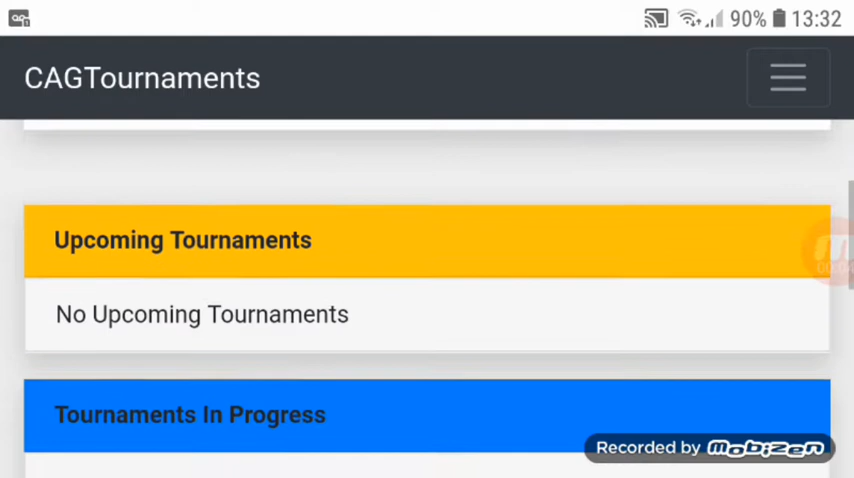 90% 13:32
CAGTournaments
Upcoming Tournaments
No Upcoming Tournaments
Tournaments In Progress
Recorded by mobizen